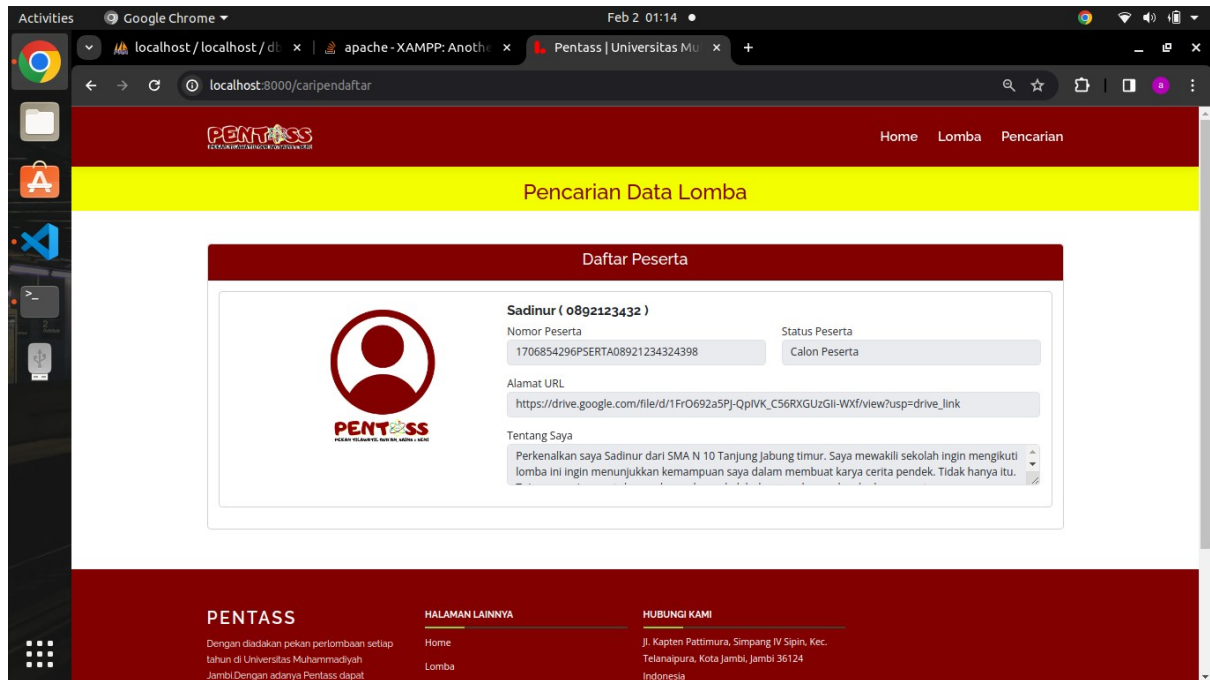 Activities
Google Chrome
Feb 2 01:14
localhost / localhost / db
apache - XAMPP: Anothe
Pentass | Universitas Mu
localhost:8000/caripendaftar
a
PENTASS
Home Lomba Pencarian
Pencarian Data Lomba
Daftar Peserta
Sadinur ( 0892123432 )
Nomor Peserta
Status Peserta
1706854296PSERTA08921234324398
Calon Peserta
Alamat URL
https://drive.google.com/file/d/1FrO692a5PJ-QpIVK_C56RXGUzGIi-WXf/view?usp=drive_link
Tentang Saya
Perkenalkan saya Sadinur dari SMA N 10 Tanjung Jabung timur. Saya mewakili sekolah ingin mengikuti
lomba ini ingin menunjukkan kemampuan saya dalam membuat karya cerita pendek. Tidak hanya itu.
PENTASS
PENTASS
Dengan diadakan pekan perlombaan setiap
tahun di Universitas Muhammadiyah
Jambi.Dengan adanya Pentass dapat
HALAMAN LAINNYA
Home
Lomba
HUBUNGI KAMI
Jl. Kapten Pattimura, Simpang IV Sipin, Kec.
Telanaipura, Kota Jambi, Jambi 36124
Indonesia